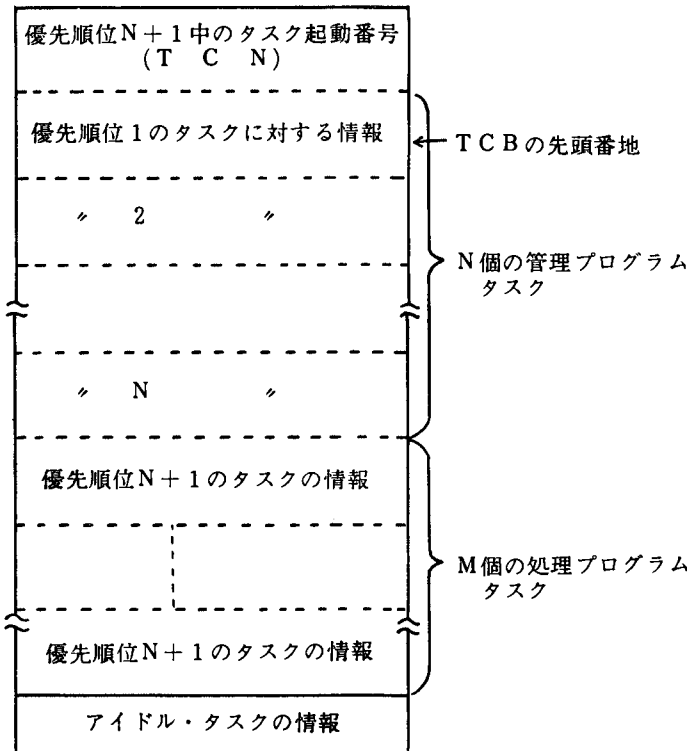 優先順位N+1中のタスク起動番号
(T C N)
優先順位1のタスクに対する情報
←TCBの先頭番地
〃 2 〃
N個の管理プログラム
タスク
〃 N 〃
優先順位N+1のタスクの情報
M個の処理プログラム
タスク
優先順位N+1のタスクの情報
アイドル・タスクの情報